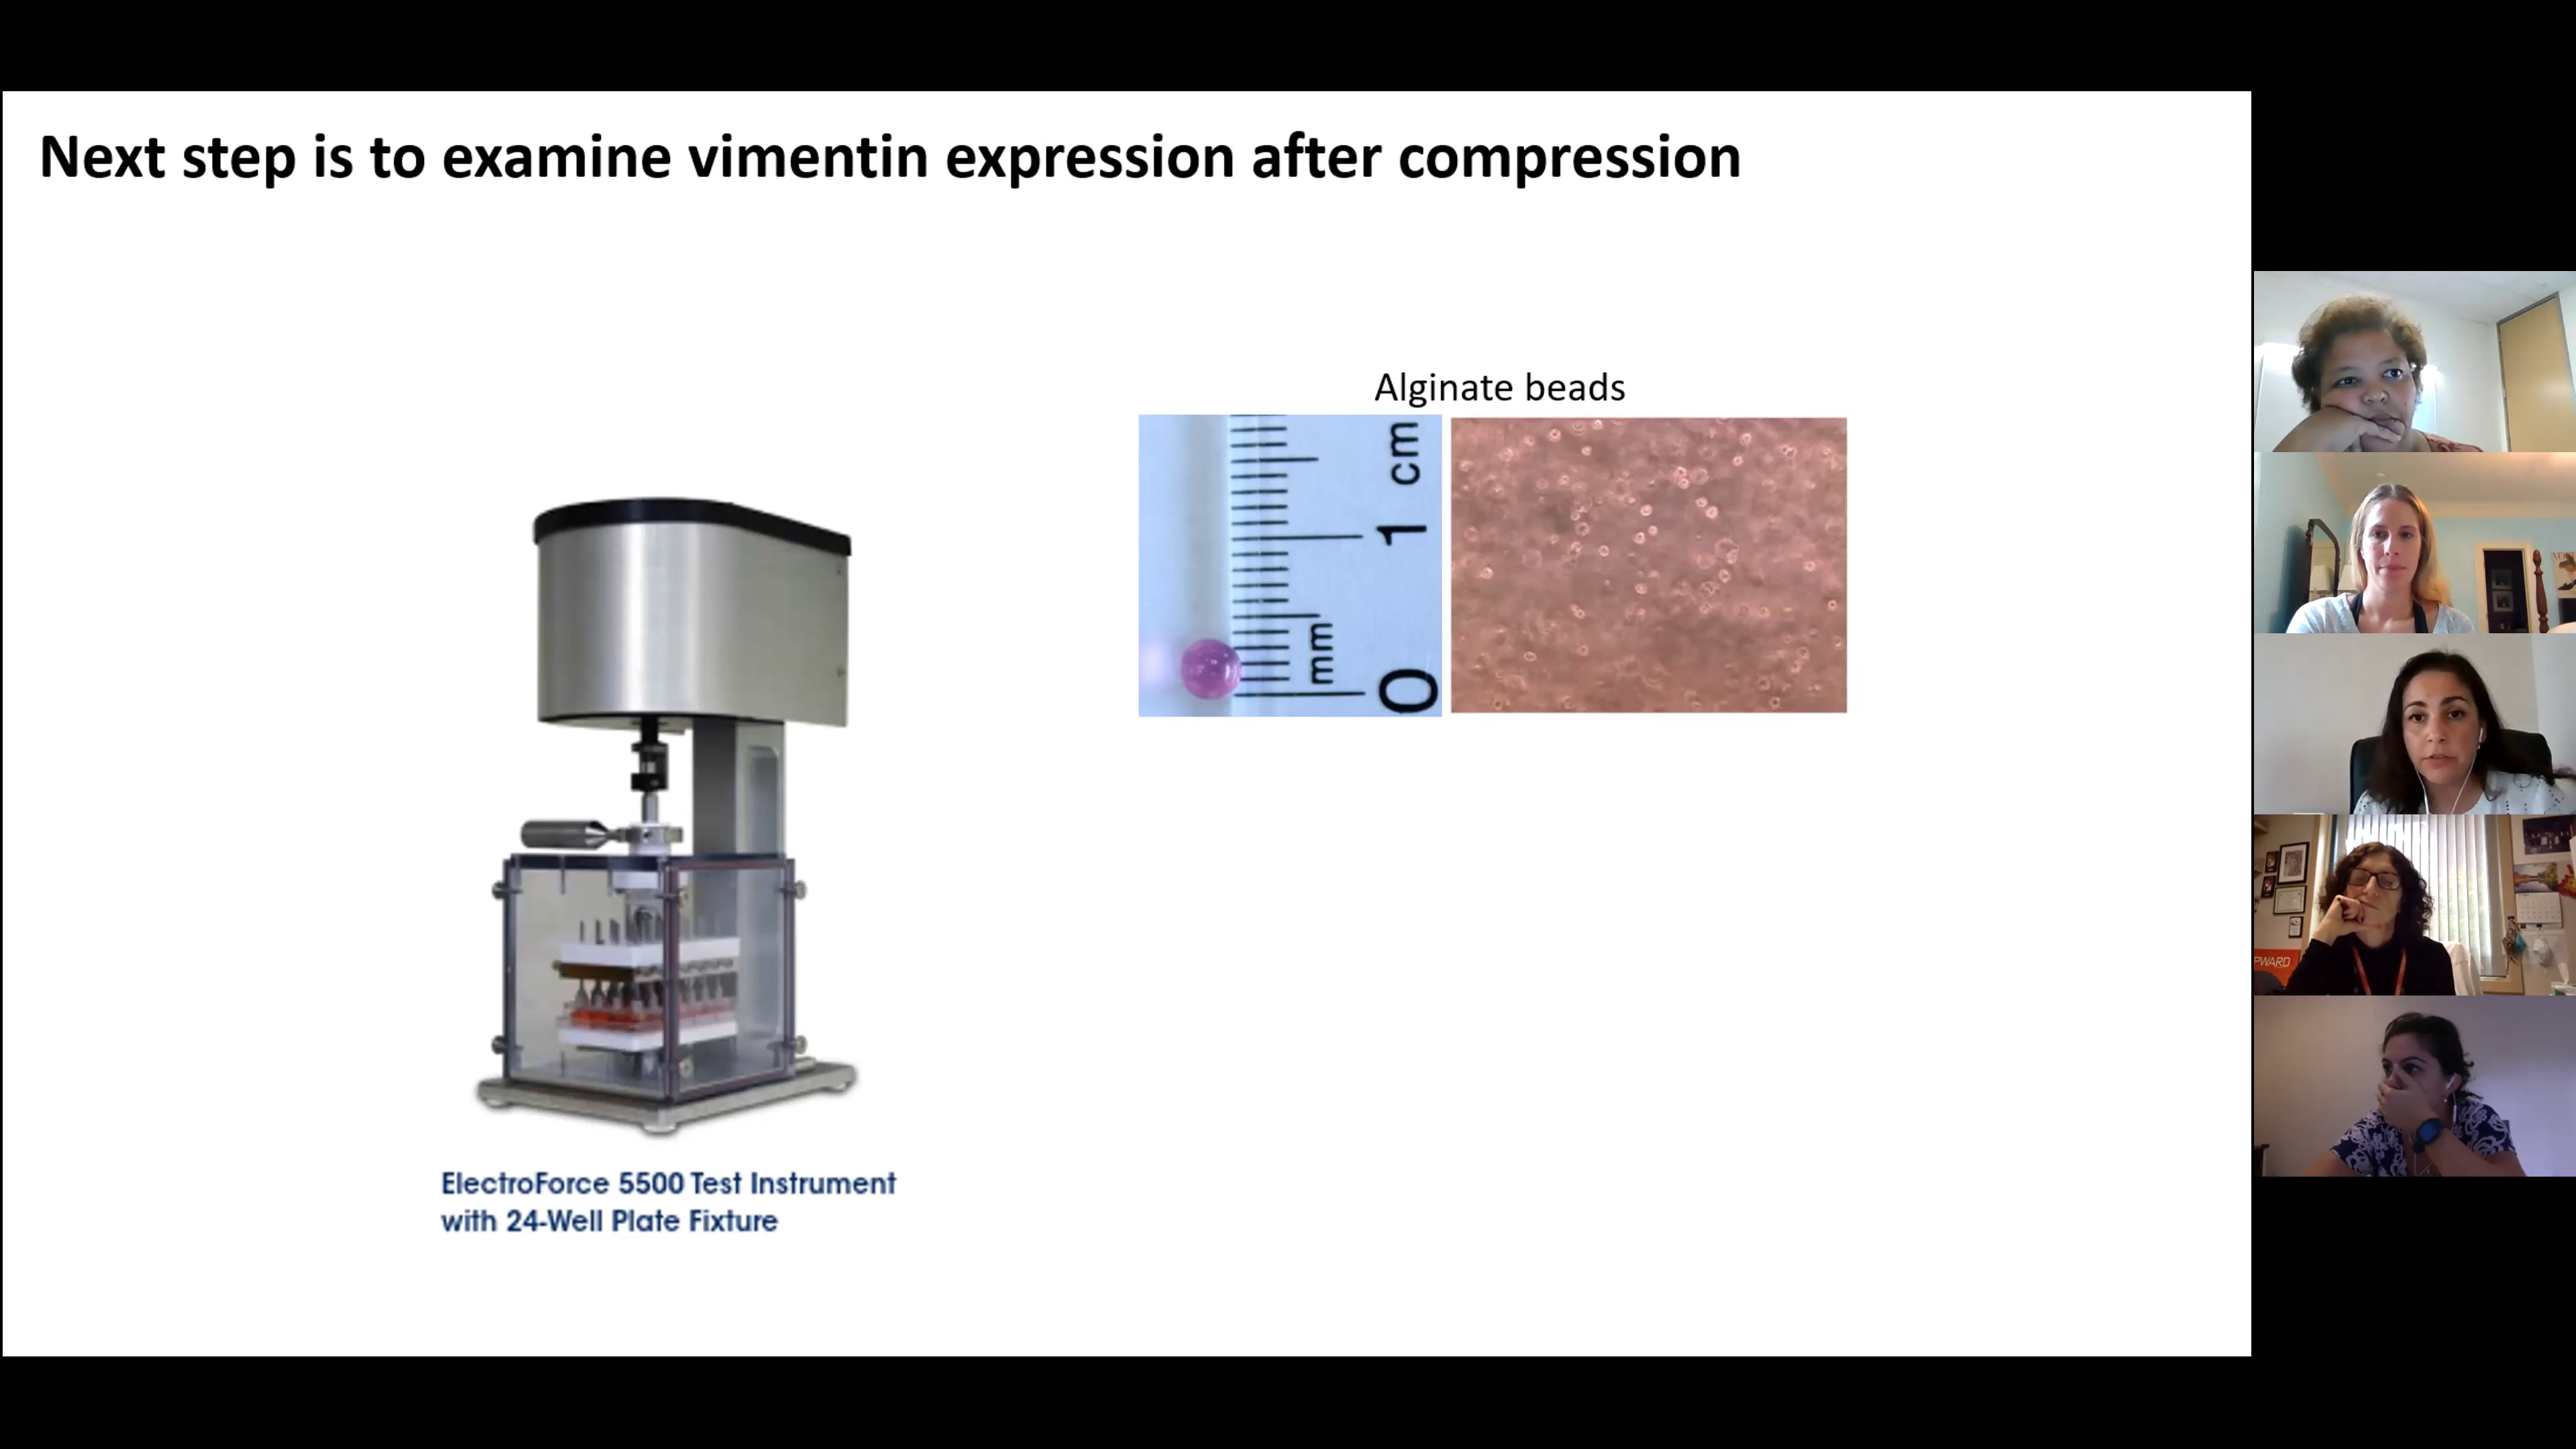 Next step is to examine vimentin expression after compression
Alginate beads
cm
1
mm
0
ElectroForce 5500 Test Instrument
with 24-Well Plate Fixture
PWARD